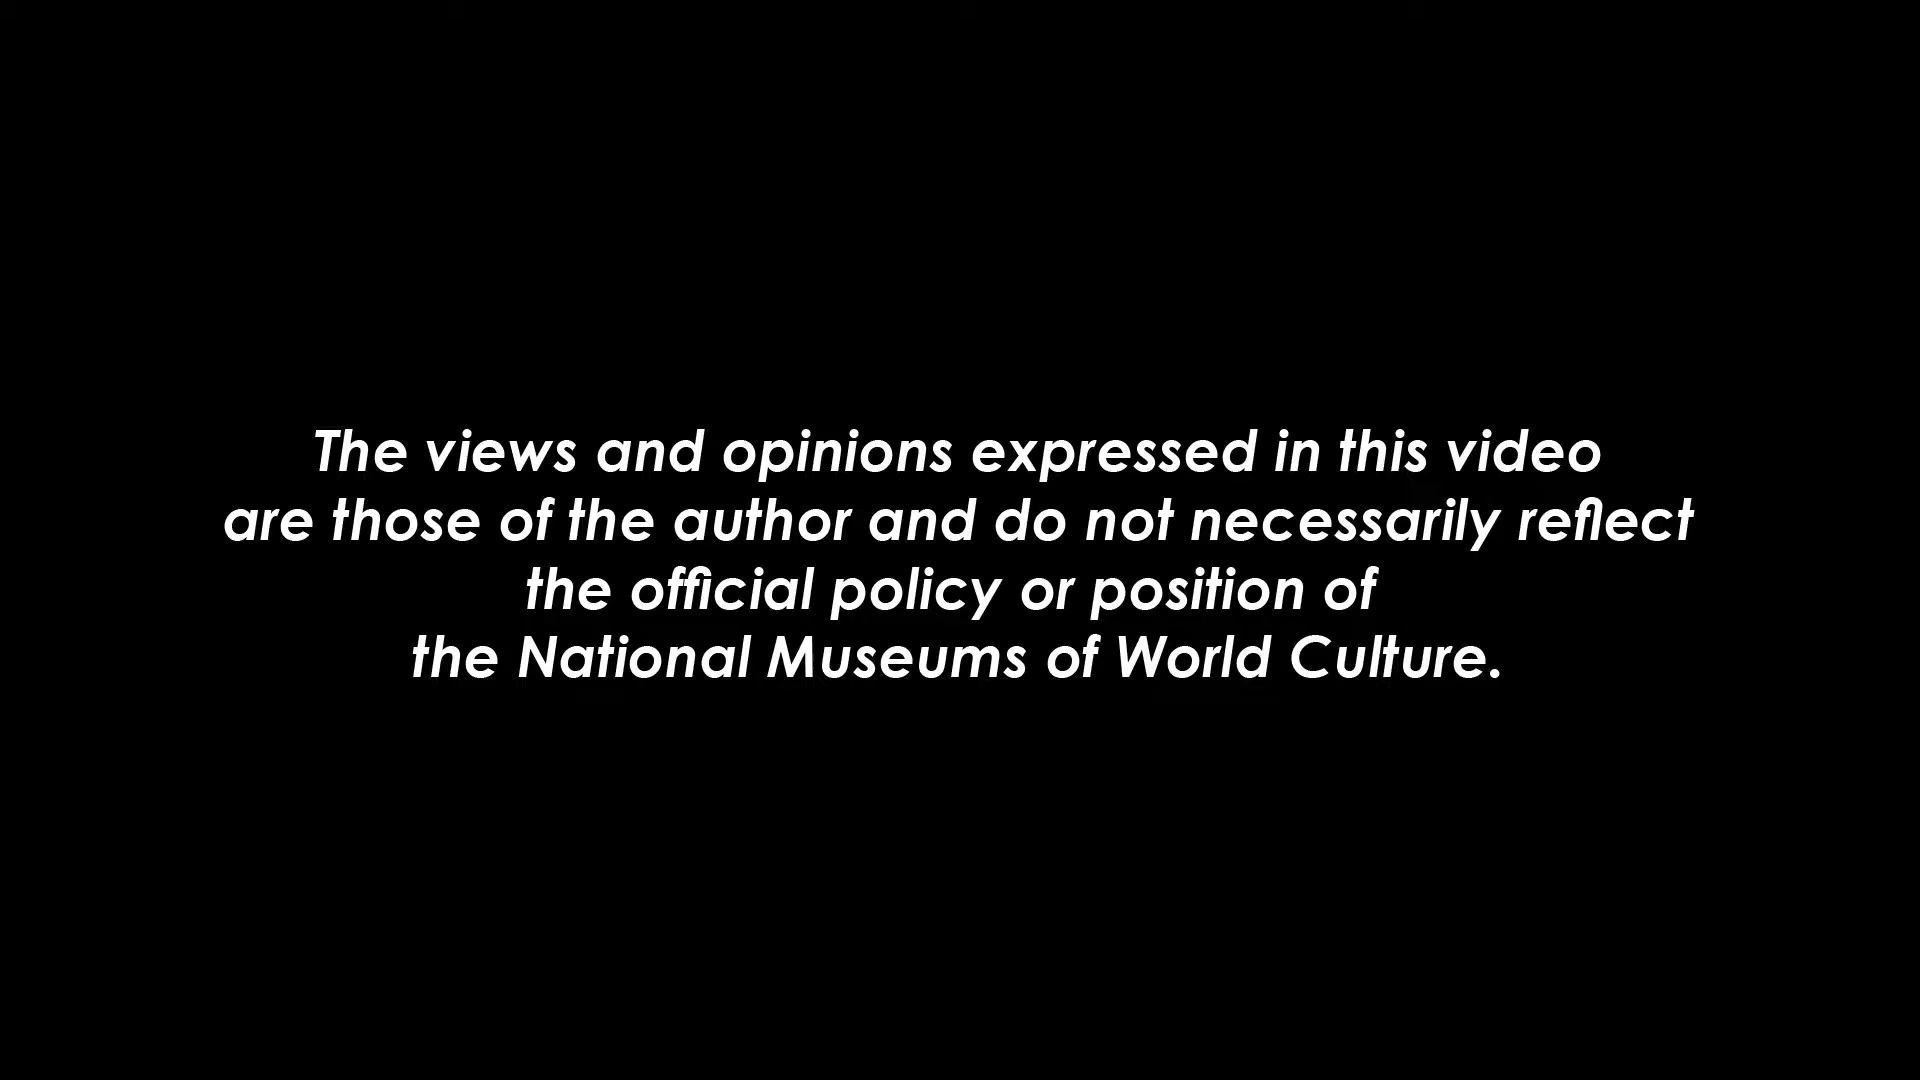 The views and opinions expressed in this video
are those of the author and do not necessarily reflect
the official policy or position of
the National Museums of World Culture.